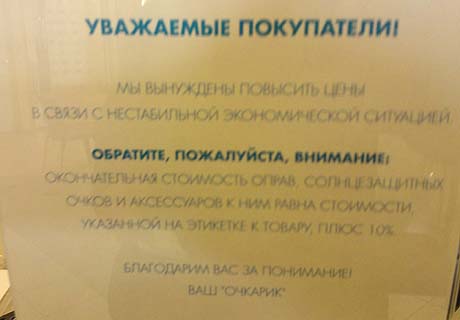 УВАЖАЕМЫЕ ПОКУПАТЕЛИ!
МЫ ВЫНУЖДЕНЫ ПОВЫСИТЬ ЦЕНЫ
В СВЯЗИ С НЕСТАБИЛЬНОЙ ЭКОНОМИЧЕСКОЙ СИТУАЦИЕЙ.
ОБРАТИТЕ, ПОЖАЛУЙСТА, ВНИМАНИЕ:
ОКОНЧАТЕЛЬНАЯ СТОИМОСТЬ ОПРАВ, СОЛНЦЕЗАЩИТНЫХ
ОЧКОВ И АКСЕССУАРОВ К НИМ РАВНА СТОИМОСТИ,
УКАЗАННОЙ НА ЭТИКЕТКЕ К ТОВАРУ, ПЛЮС 10%.
БЛАГОДАРИМ ВАС ЗА ПОНИМАНИЕ!
ВАШ "ОЧКАРИК"